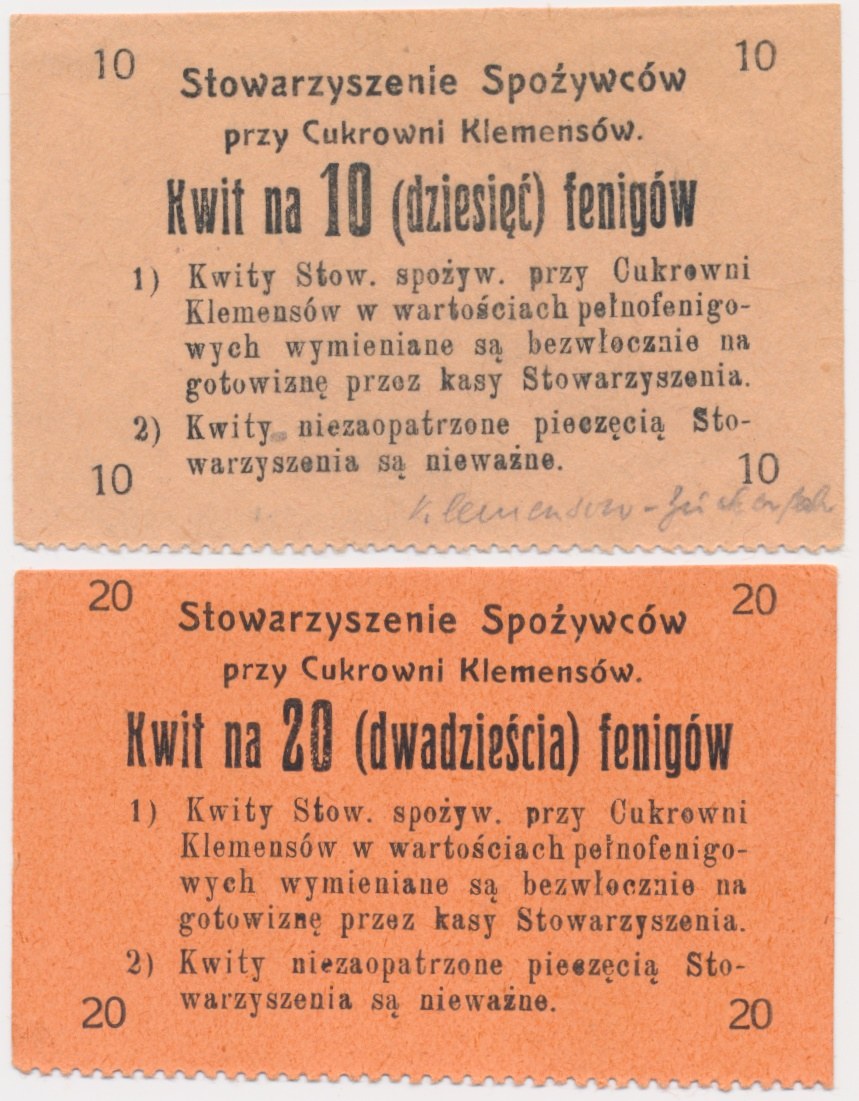 10 10
Stowarzyszenie Spożywców
przy Cukrowni Klemensów.
Kwit na 10 (dziesięć) fenigów
1) Kwity Stow. spożyw. przy Cukrowni
Klemensów w wartościach pełnofenigo-
wych wymieniane są bezwłocznie na
gotowiznę przez kasy Stowarzyszenia.
2) Kwity niezaopatrzone pieczęcią Sto-
warzyszenia są nieważne.
10 10
Klemensow -
20 20
Stowarzyszenie Spożywców
przy Cukrowni Klemensów.
Kwit na 20 (dwadzieścia) fenigów
1) Kwity Stow. spożyw. przy Cukrowni
Klemensów w wartościach pełnofenigo-
wych wymieniane są bezwłocznie na
gotowiznę przez kasy Stowarzyszenia.
2) Kwity niezaopatrzone pieczęcią Sto-
warzyszenia są nieważne.
20 20